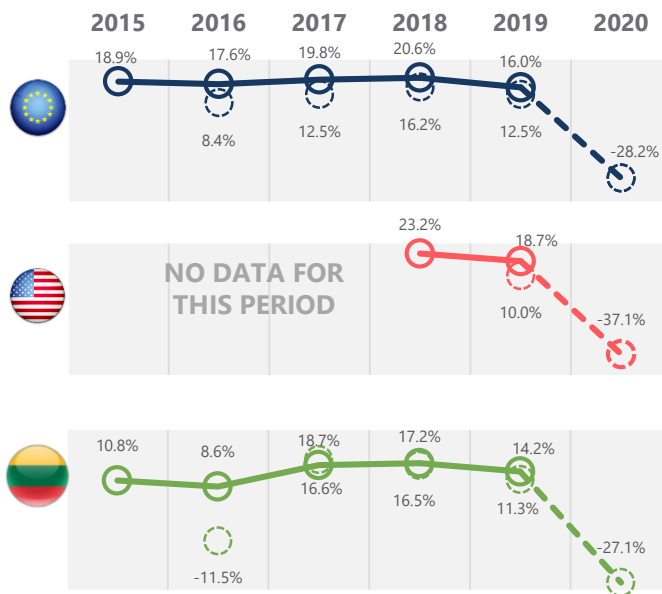 2015 2016 2017 2018 2019 2020
18.9% 17.6% 19.8% 20.6% 16.0%
8.4% 12.5% 16.2% 12.5% -28.2%
23.2% 18.7%
NO DATA FOR
THIS PERIOD
10.0% -37.1%
10.8% 8.6% 18.7% 17.2% 14.2%
16.6% 16.5% 11.3%
-11.5% -27.1%